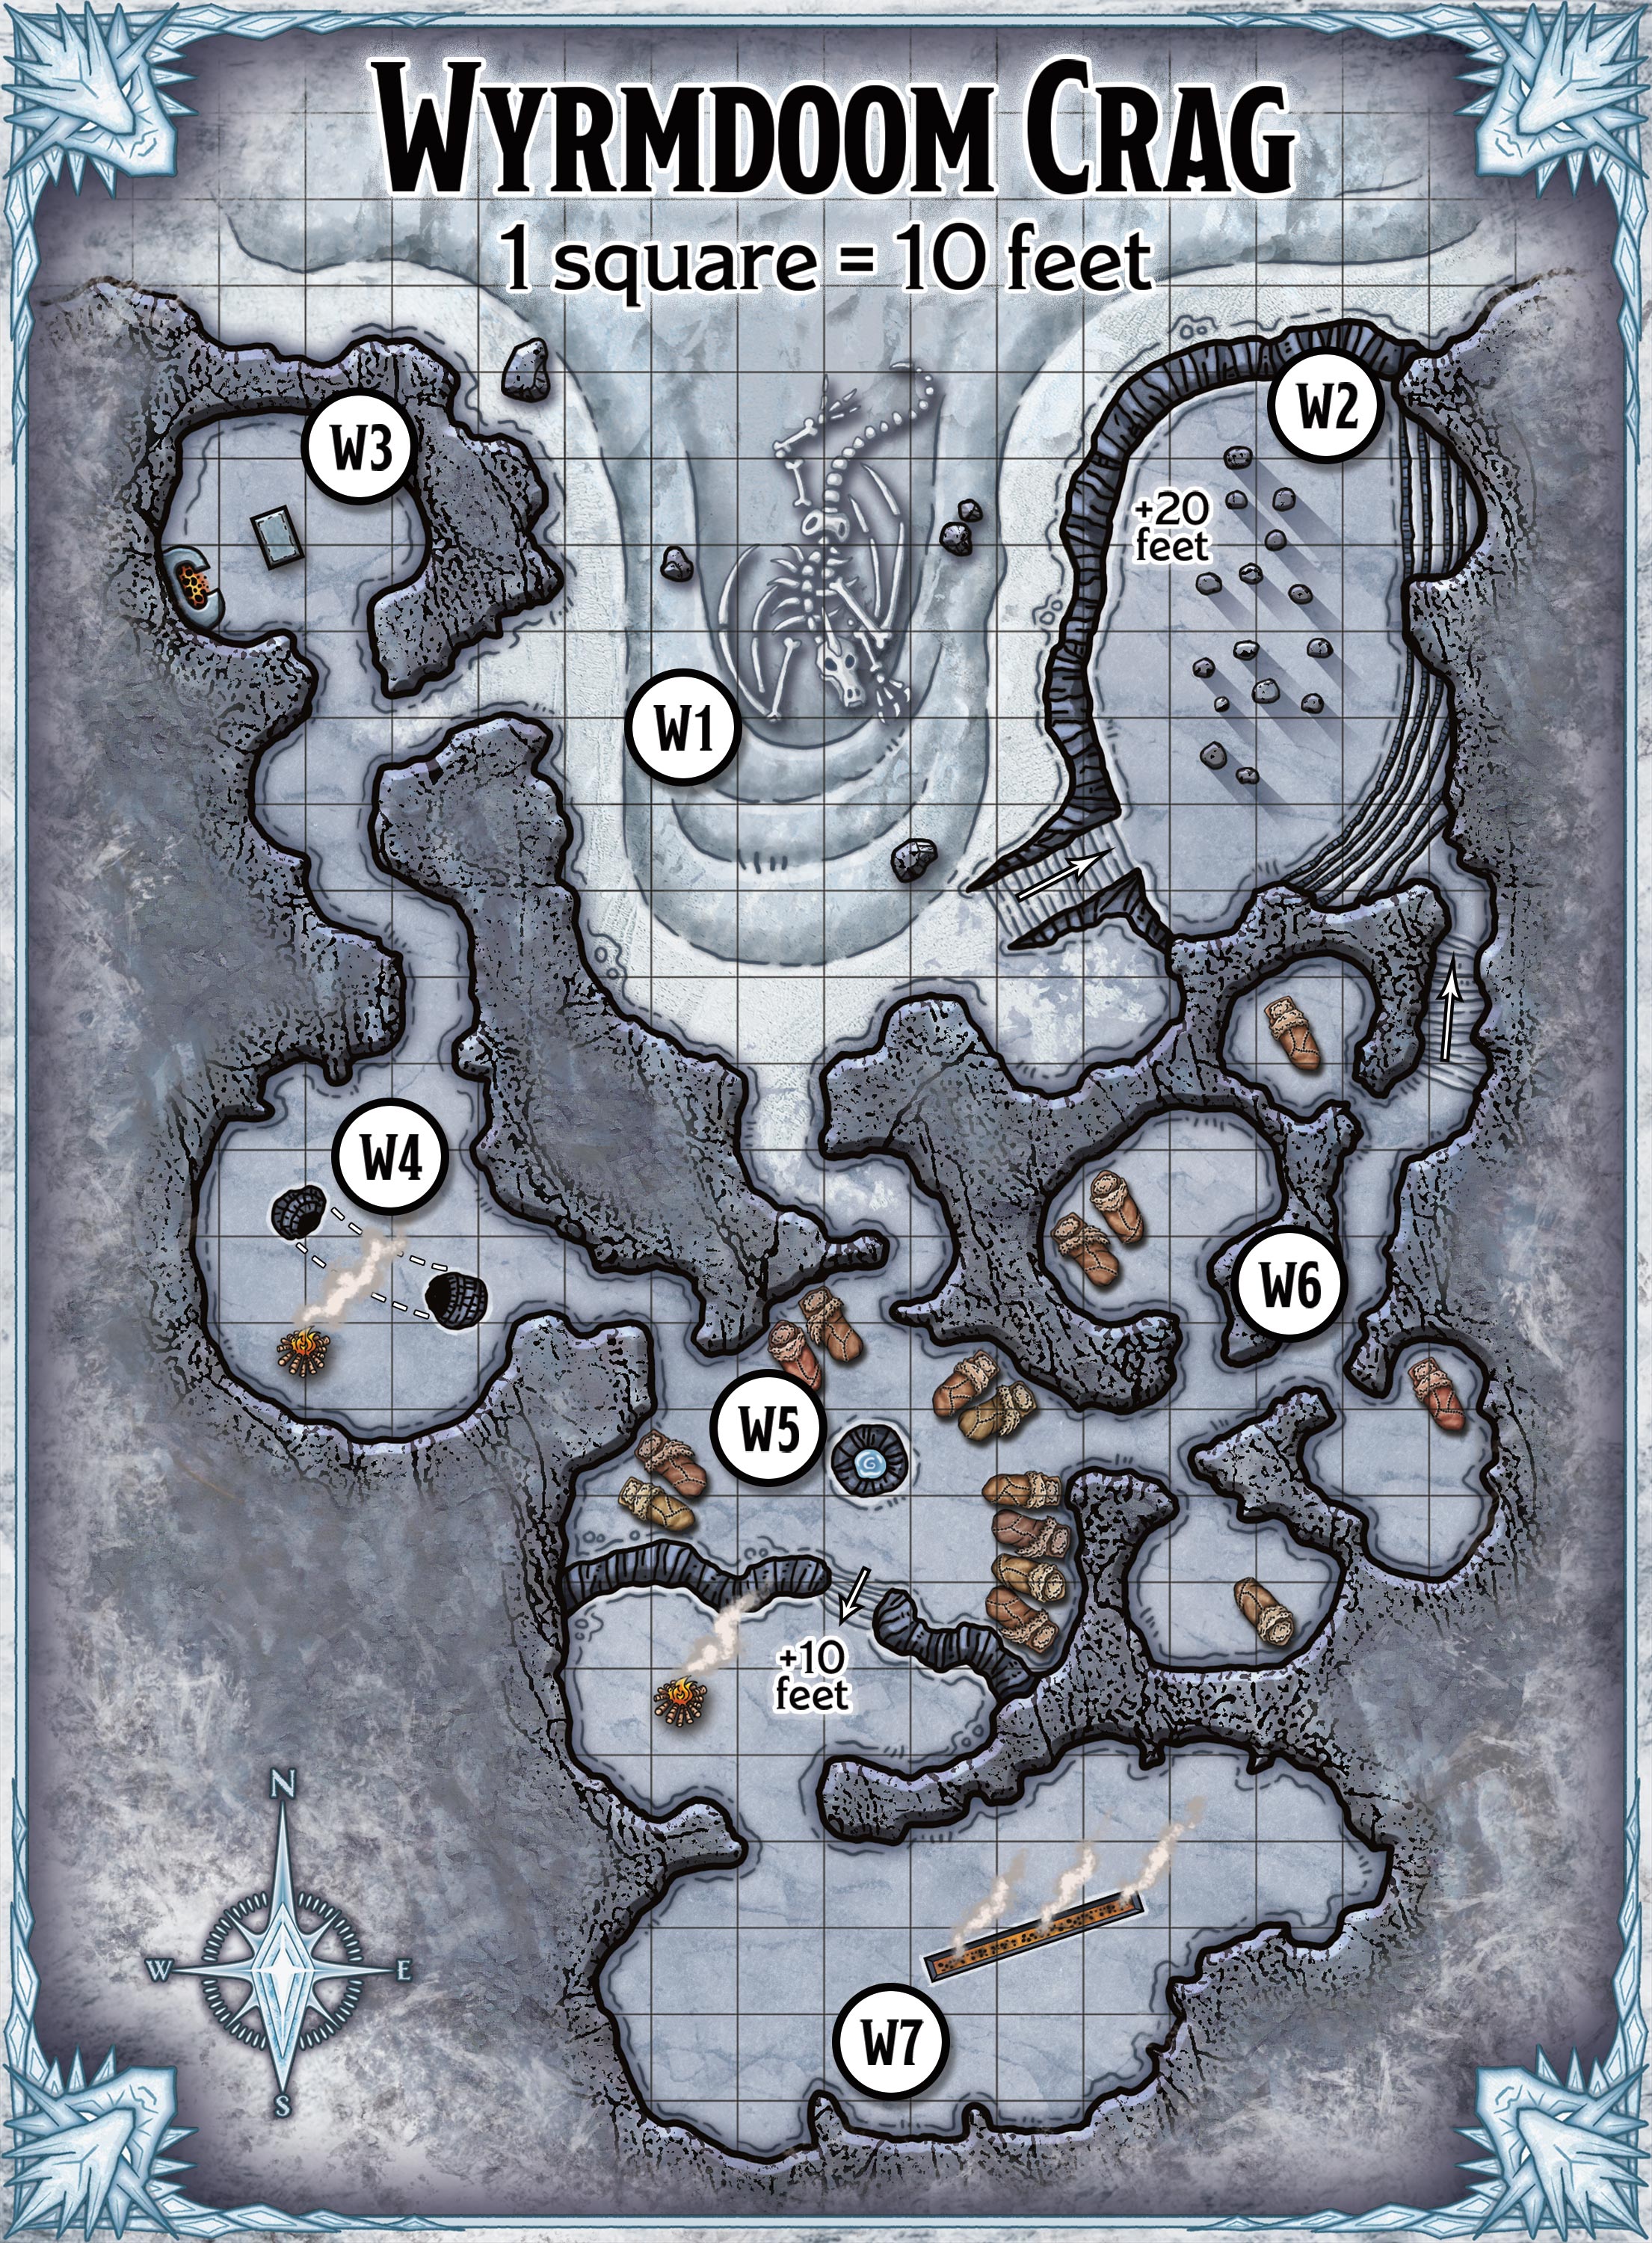 WYRMDOOM CRAG
1 square = 10 feet
W3
W2
+20
feet
W1
W4
W6
W5
+10
feet
W7
N
W
E
S